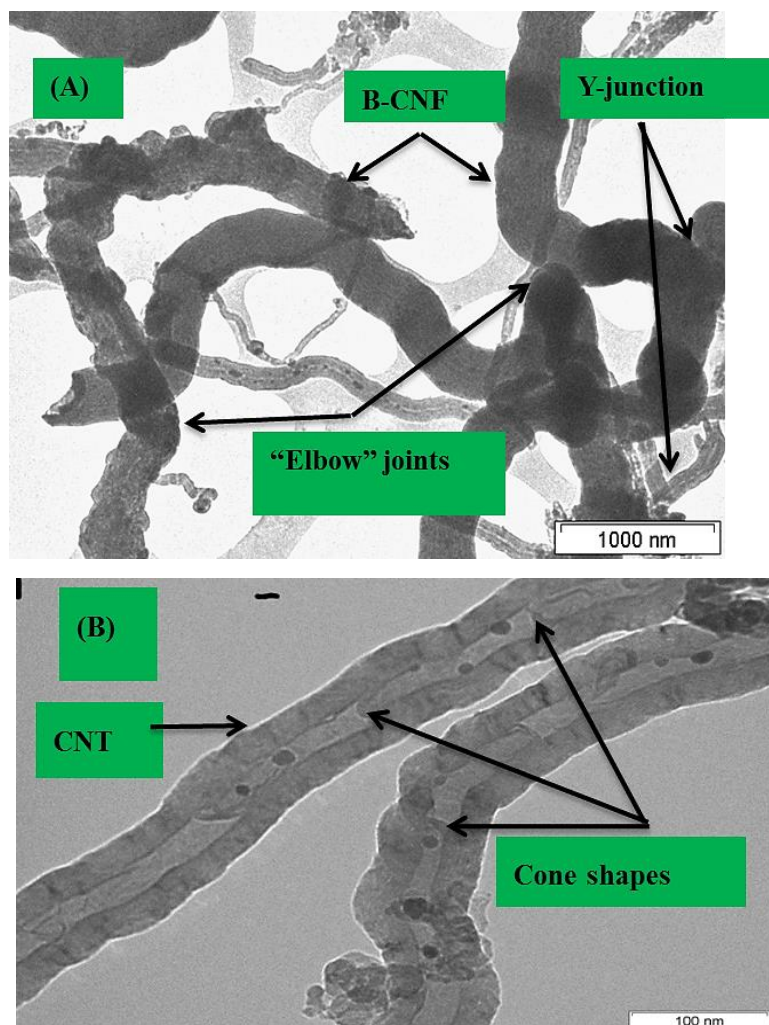 (A)
B-CNF
Y-junction
“Elbow” joints
1000 nm
(B)
CNT
Cone shapes
100 nm